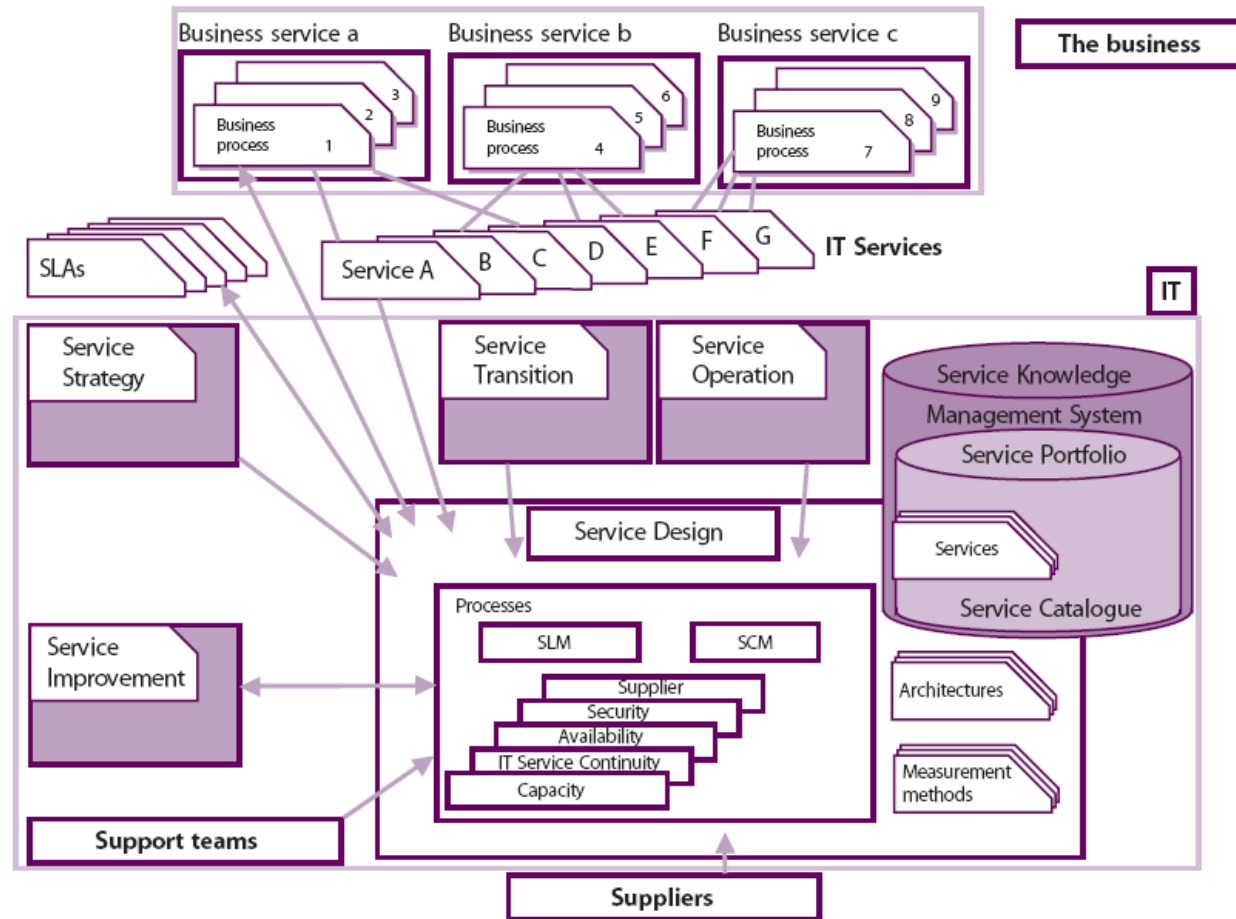 Business service a
Business service b
Business service c
The business
3
2
Business
process 1
6
5
Business
process 4
9
8
Business
process 7
SLAs
Service A
B
C
D
E
F
G
IT Services
IT
Service
Strategy
Service
Transition
Service
Operation
Service Knowledge
Management System
Service Portfolio
Services
Service Catalogue
Service Design
Processes
SLM
SCM
Supplier
Security
Availability
IT Service Continuity
Capacity
Service
Improvement
Architectures
Measurement
methods
Support teams
Suppliers